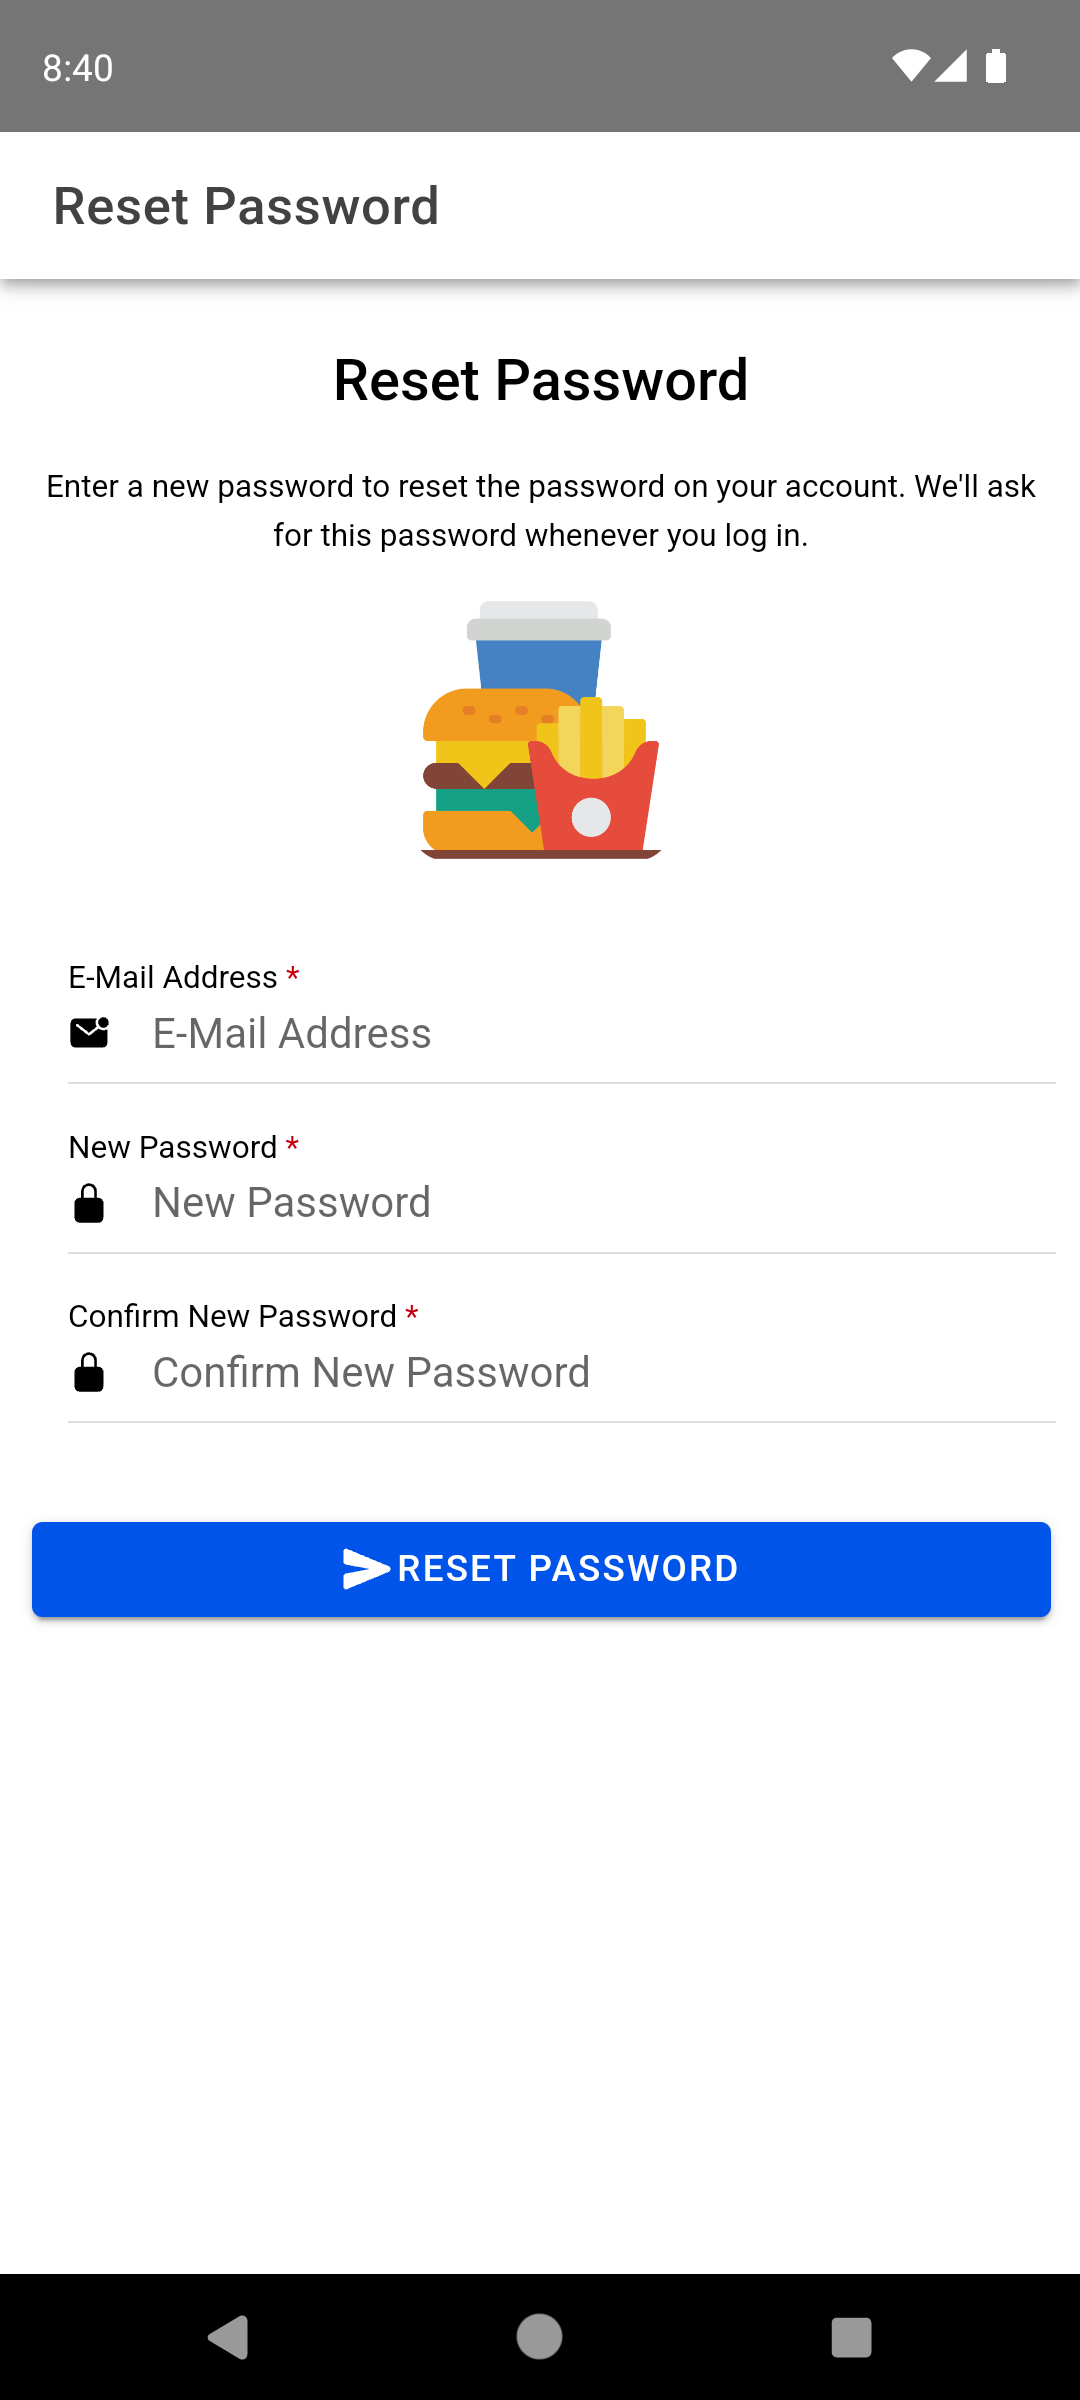 8:40
Reset Password
Reset Password
Enter a new password to reset the password on your account. We'll ask
for this password whenever you log in.
E-Mail Address *
E-Mail Address
New Password *
New Password
Confirm New Password *
Confirm New Password
RESET PASSWORD